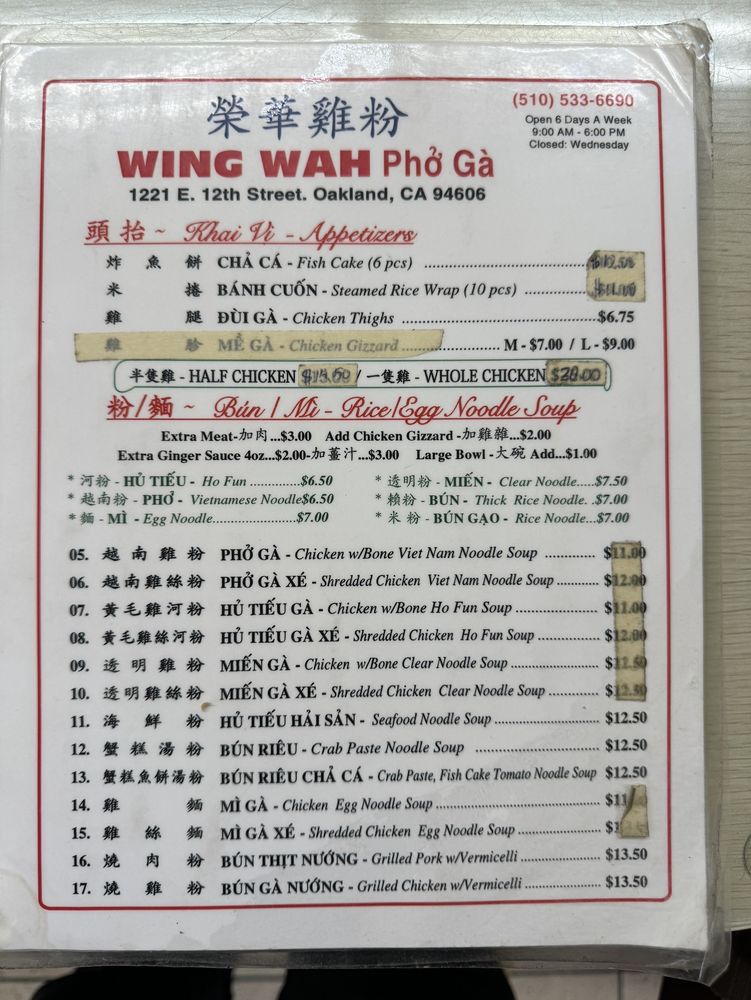 榮華雞粉
(510) 533-6690
Open 6 Days A Week
9:00 AM - 6:00 PM
Closed: Wednesday
WING WAH Phở Gà
1221 E. 12th Street. Oakland, CA 94606
頭抬 ~ Khai Vi - Appetizers
炸魚餅 CHẢ CÁ - Fish Cake (6 pcs)
米捲 BÁNH CUỐN - Steamed Rice Wrap (10 pcs)
雞腿 ĐÙI GÀ - Chicken Thighs $6.75
雞胗 MỀ GÀ - Chicken Gizzard M - $7.00 / L - $9.00
半隻雞 - HALF CHICKEN / 一隻雞 - WHOLE CHICKEN
粉/麵 ~ Bún / Mì - Rice/Egg Noodle Soup
Extra Meat-加肉...$3.00 Add Chicken Gizzard -加雞雜...$2.00
Extra Ginger Sauce 4oz...$2.00-加薑汁...$3.00 Large Bowl -大碗 Add...$1.00
* 河粉 - HỦ TIẾU - Ho Fun $6.50
* 越南粉 - PHỞ - Vietnamese Noodle $6.50
* 麵 - MÌ - Egg Noodle $7.00
* 透明粉 - MIẾN - Clear Noodle $7.50
* 賴粉 - BÚN - Thick Rice Noodle. $7.00
* 米粉 - BÚN GẠO - Rice Noodle $7.00
05. 越南雞粉 PHỞ GÀ - Chicken w/Bone Viet Nam Noodle Soup $11.00
06. 越南雞絲粉 PHỞ GÀ XÉ - Shredded Chicken Viet Nam Noodle Soup $12.00
07. 黃毛雞河粉 HỦ TIẾU GÀ - Chicken w/Bone Ho Fun Soup $11.00
08. 黃毛雞絲河粉 HỦ TIẾU GÀ XÉ - Shredded Chicken Ho Fun Soup $12.00
09. 透明雞粉 MIẾN GÀ - Chicken w/Bone Clear Noodle Soup $11.50
10. 透明雞絲粉 MIẾN GÀ XÉ - Shredded Chicken Clear Noodle Soup $12.50
11. 海鮮粉 HỦ TIẾU HẢI SẢN - Seafood Noodle Soup $12.50
12. 蟹糕湯粉 BÚN RIÊU - Crab Paste Noodle Soup $12.50
13. 蟹糕魚餅湯粉 BÚN RIÊU CHẢ CÁ - Crab Paste, Fish Cake Tomato Noodle Soup $12.50
14. 雞麵 MÌ GÀ - Chicken Egg Noodle Soup
15. 雞絲麵 MÌ GÀ XÉ - Shredded Chicken Egg Noodle Soup
16. 燒肉粉 BÚN THỊT NƯỚNG - Grilled Pork w/Vermicelli $13.50
17. 燒雞粉 BÚN GÀ NƯỚNG - Grilled Chicken w/Vermicelli $13.50